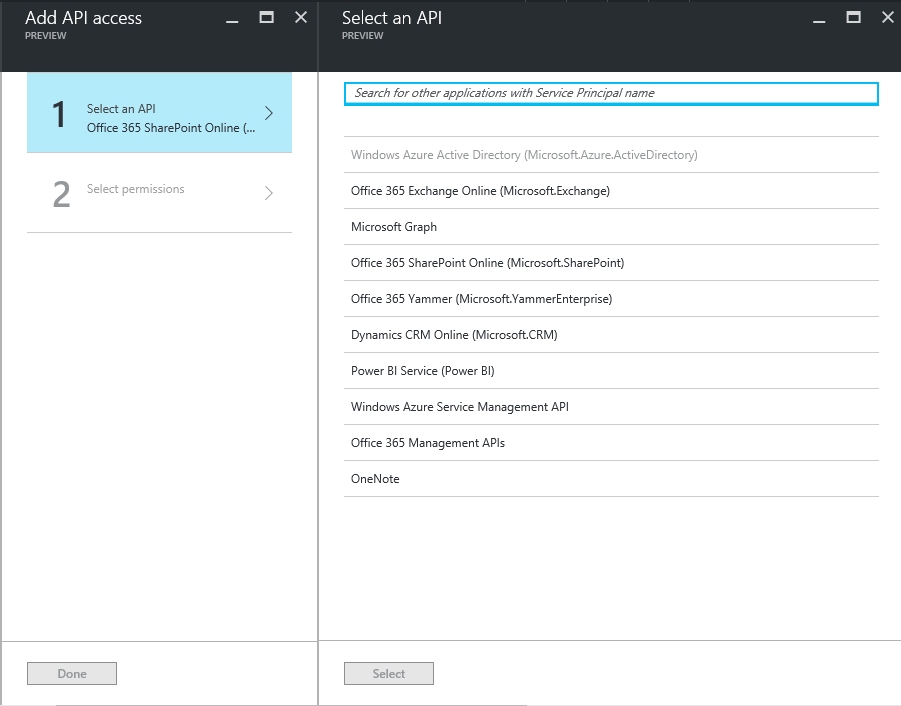 Add API access
PREVIEW
1
Select an API
Office 365 SharePoint Online (...
2
Select permissions
Done
Select an API
PREVIEW
Search for other applications with Service Principal name
Windows Azure Active Directory (Microsoft.Azure.ActiveDirectory)
Office 365 Exchange Online (Microsoft.Exchange)
Microsoft Graph
Office 365 SharePoint Online (Microsoft.SharePoint)
Office 365 Yammer (Microsoft.YammerEnterprise)
Dynamics CRM Online (Microsoft.CRM)
Power BI Service (Power BI)
Windows Azure Service Management API
Office 365 Management APIs
OneNote
Select